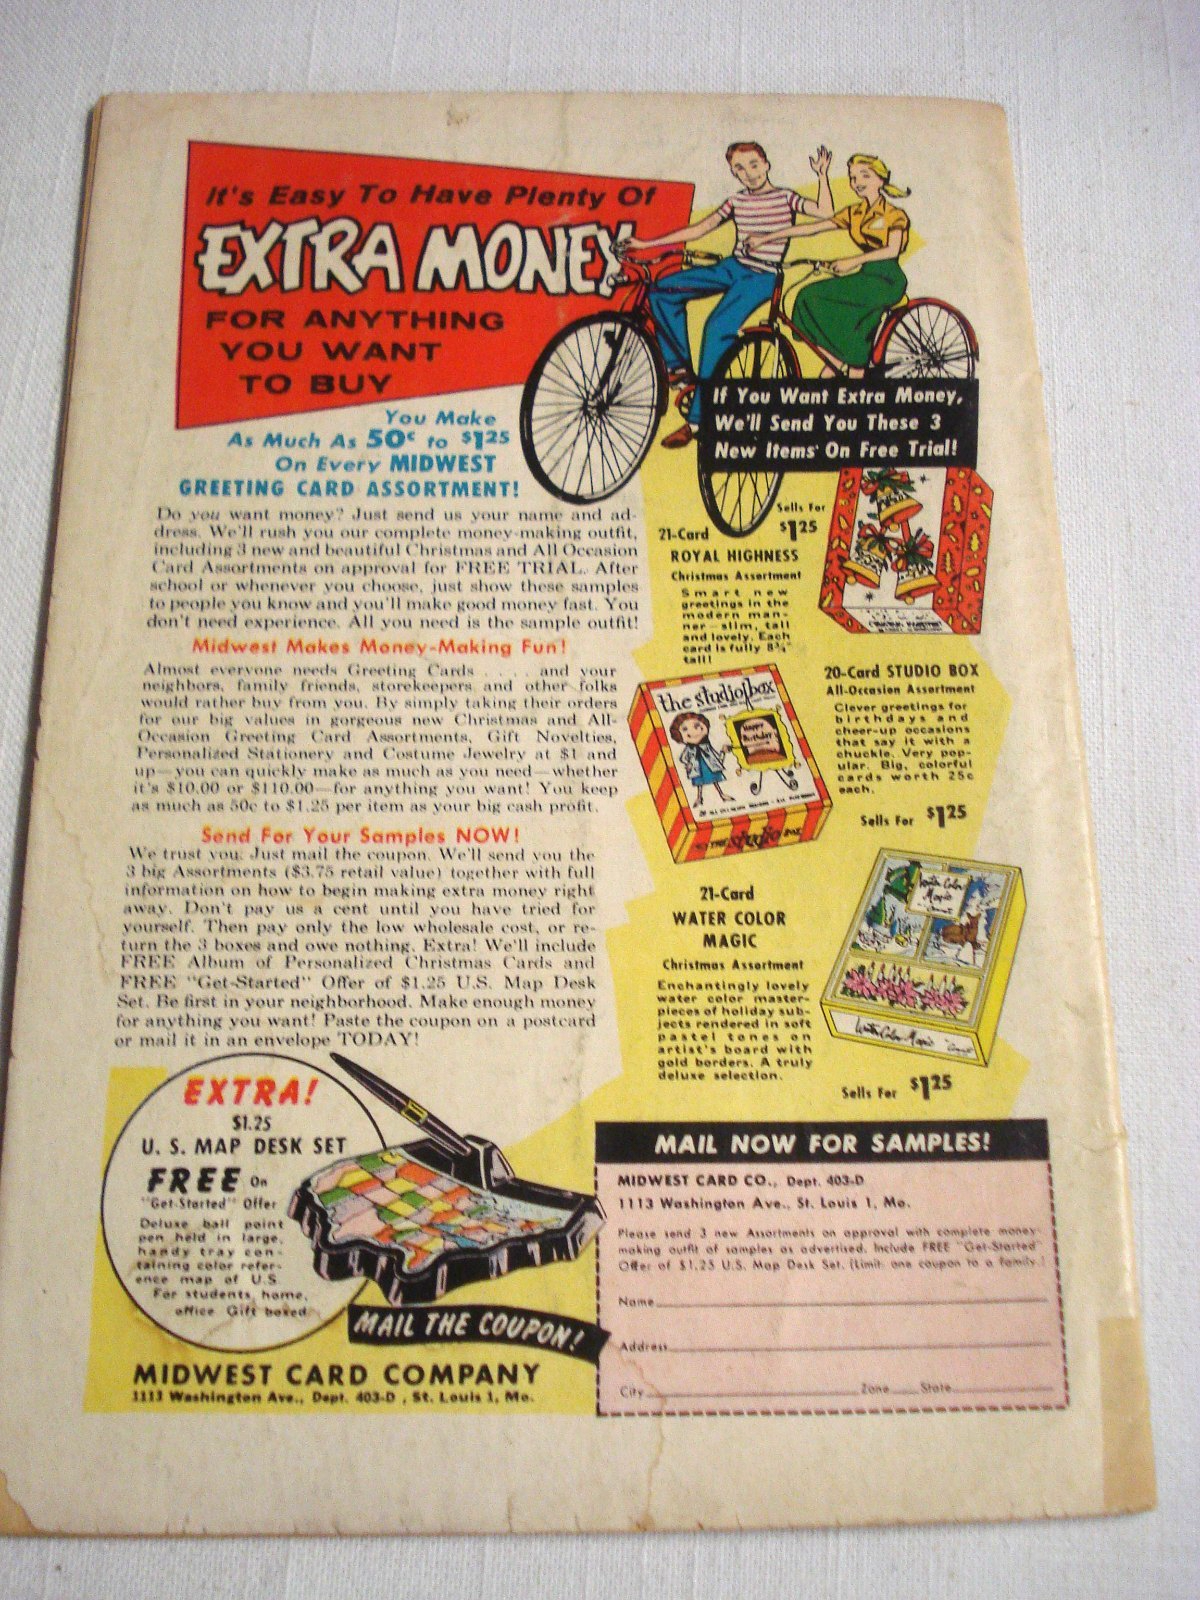 It's Easy To Have Plenty Of
EXTRA MONEY
FOR ANYTHING
YOU WANT
TO BUY
You Make
As Much As 50¢ to $1.25
On Every MIDWEST
GREETING CARD ASSORTMENT!
Do you want money? Just send us your name and ad-
dress. We'll rush you our complete money-making outfit,
including 3 new and beautiful Christmas and All Occasion
Card Assortments on approval for FREE TRIAL. After
school or whenever you choose, just show these samples
to people you know and you'll make good money fast. You
don't need experience. All you need is the sample outfit!
Midwest Makes Money-Making Fun!
Almost everyone needs Greeting Cards . . . . and your
neighbors, family friends, storekeepers and other folks
would rather buy from you. By simply taking their orders
for our big values in gorgeous new Christmas and All-
Occasion Greeting Card Assortments, Gift Novelties,
Personalized Stationery and Costume Jewelry at $1 and
up—you can quickly make as much as you need—whether
it's $10.00 or $110.00—for anything you want! You keep
as much as 50c to $1.25 per item as your big cash profit.
Send For Your Samples NOW!
We trust you. Just mail the coupon. We'll send you the
3 big Assortments ($3.75 retail value) together with full
information on how to begin making extra money right
away. Don't pay us a cent until you have tried for
yourself. Then pay only the low wholesale cost, or re-
turn the 3 boxes and owe nothing. Extra! We'll include
FREE Album of Personalized Christmas Cards and
FREE "Get-Started" Offer of $1.25 U.S. Map Desk
Set. Be first in your neighborhood. Make enough money
for anything you want! Paste the coupon on a postcard
or mail it in an envelope TODAY!
If You Want Extra Money,
We'll Send You These 3
New Items On Free Trial!
Sells For
$1.25
21-Card
ROYAL HIGHNESS
Christmas Assortment
Smart new
greetings in the
modern man-
ner—slim, tall
and lovely. Each
card is fully 8¾"
tall!
the studio box
Happy
Birthday
the studio box
20-Card STUDIO BOX
All-Occasion Assortment
Clever greetings for
birthdays and
cheer-up occasions
that say it with a
chuckle. Very pop-
ular. Big, colorful
cards worth 25c
each.
Sells For $1.25
21-Card
WATER COLOR
MAGIC
Christmas Assortment
Enchantingly lovely
water color master-
pieces of holiday sub-
jects rendered in soft
pastel tones on
artist's board with
gold borders. A truly
deluxe selection.
Water Color
Magic
Water Color Magic
Sells For $1.25
EXTRA!
$1.25
U. S. MAP DESK SET
FREE On
"Get-Started" Offer
Deluxe ball point
pen held in large,
handy tray con-
taining color refer-
ence map of U.S.
For students, home,
office Gift boxed
MAIL THE COUPON!
MIDWEST CARD COMPANY
1113 Washington Ave., Dept. 403-D , St. Louis 1, Mo.
MAIL NOW FOR SAMPLES!
MIDWEST CARD CO., Dept. 403-D
1113 Washington Ave., St. Louis 1, Mo.
Please send 3 new Assortments on approval with complete money-
making outfit of samples as advertised. Include FREE "Get-Started"
Offer of $1.25 U.S. Map Desk Set. (Limit: one coupon to a family.)
Name
Address
City Zone State